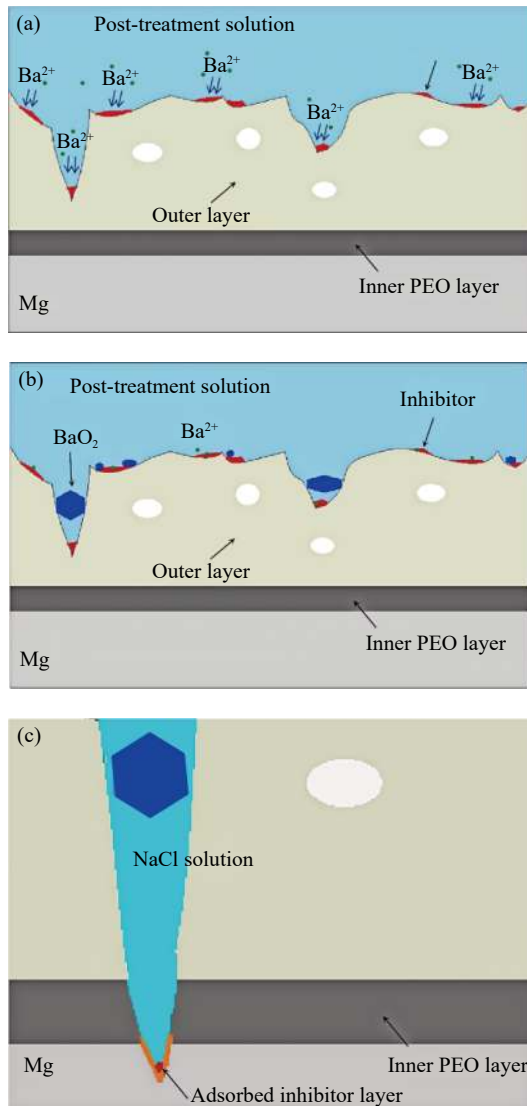 (a)
Post-treatment solution
Ba²⁺
Ba²⁺
Ba²⁺
Ba²⁺
Ba²⁺
Ba²⁺
Outer layer
Inner PEO layer
Mg
(b)
Post-treatment solution
Inhibitor
BaO₂
Ba²⁺
Outer layer
Inner PEO layer
Mg
(c)
NaCl solution
Mg
Inner PEO layer
Adsorbed inhibitor layer